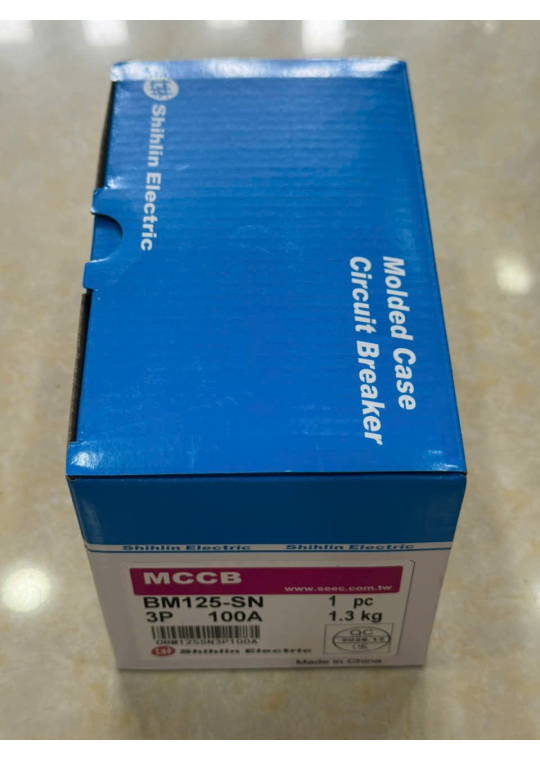 Shihlin Electric
Molded Case
Circuit Breaker
Shihlin Electric Shihlin Electric
MCCB
www.seec.com.tw
BM125-SN 1 pc
3P 100A 1.3 kg
QC
Shihlin Electric
Made in China